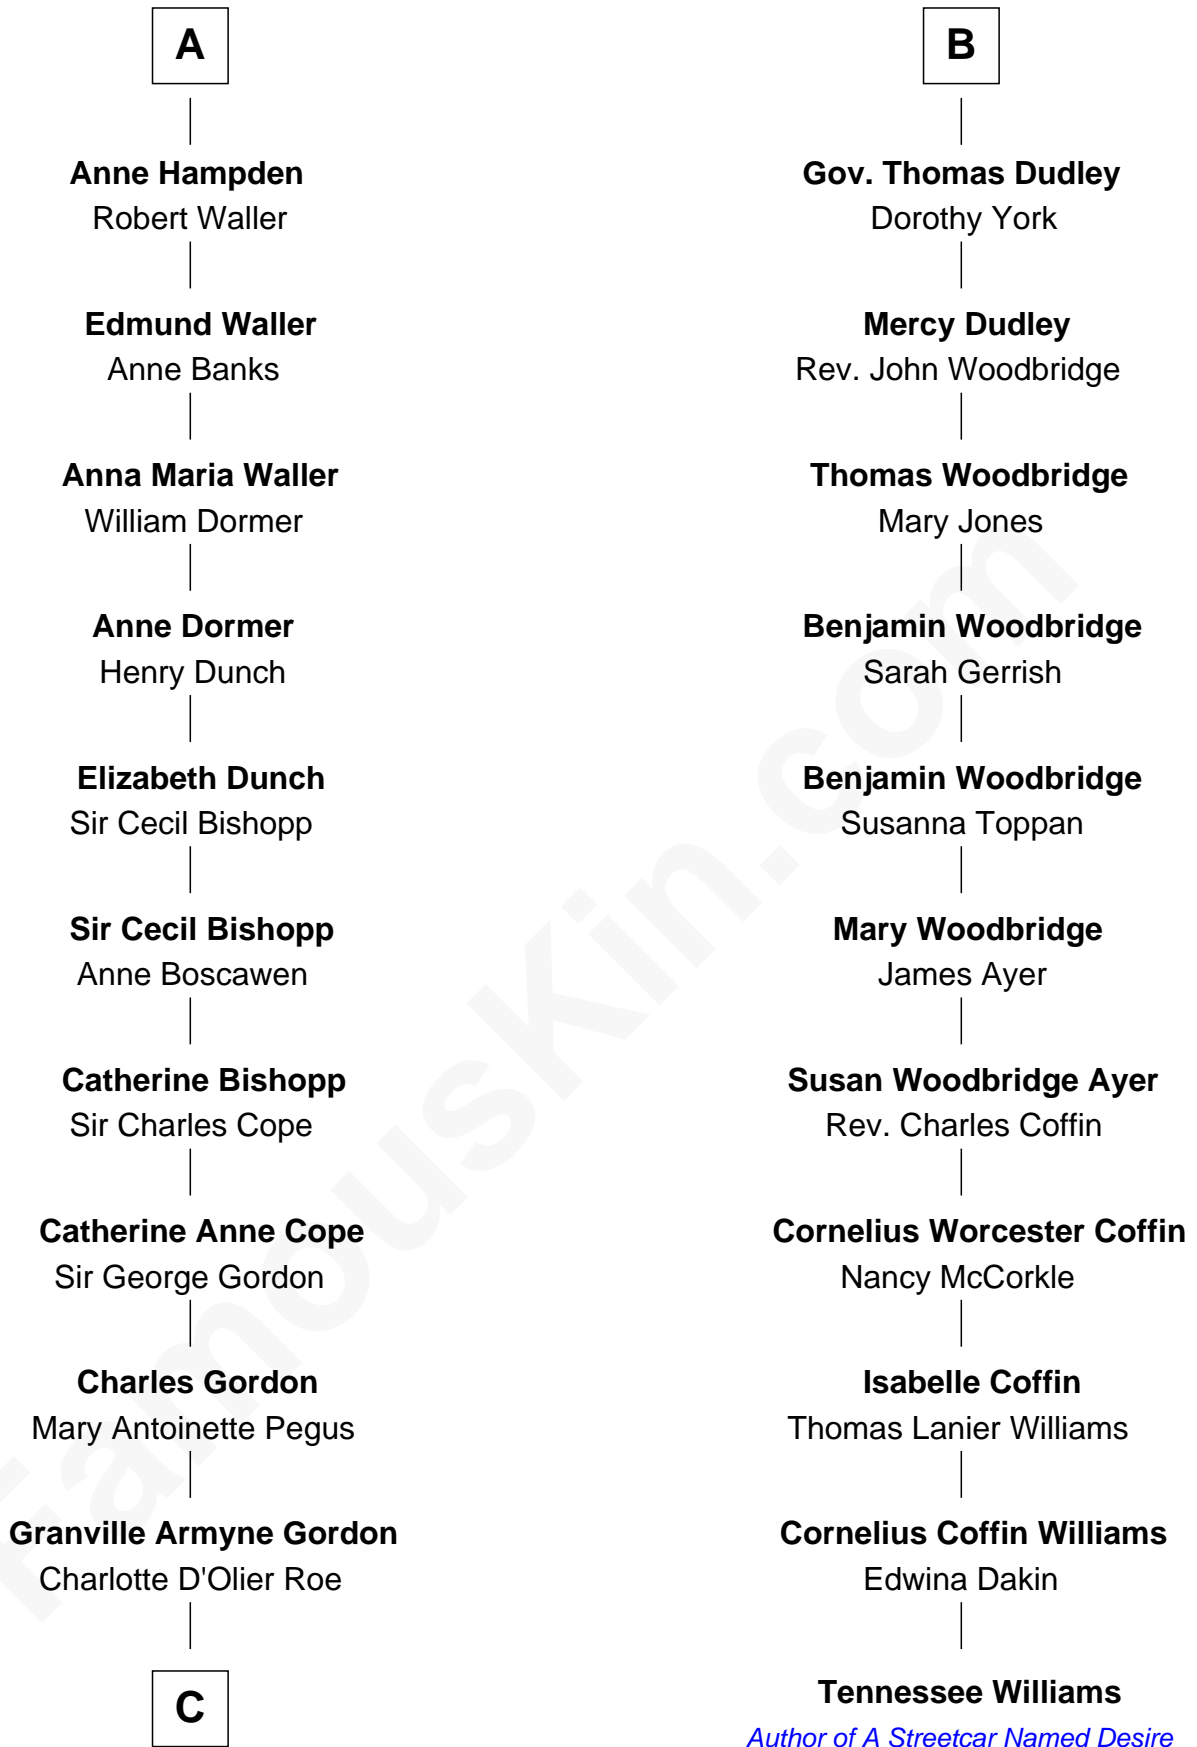 A
Anne Hampden
Robert Waller
Edmund Waller
Anne Banks
Anna Maria Waller
William Dormer
Anne Dormer
Henry Dunch
Elizabeth Dunch
Sir Cecil Bishopp
Sir Cecil Bishopp
Anne Boscawen
Catherine Bishopp
Sir Charles Cope
Catherine Anne Cope
Sir George Gordon
Charles Gordon
Mary Antoinette Pegus
Granville Armyne Gordon
Charlotte D'Olier Roe
C
B
Gov. Thomas Dudley
Dorothy York
Mercy Dudley
Rev. John Woodbridge
Thomas Woodbridge
Mary Jones
Benjamin Woodbridge
Sarah Gerrish
Benjamin Woodbridge
Susanna Toppan
Mary Woodbridge
James Ayer
Susan Woodbridge Ayer
Rev. Charles Coffin
Cornelius Worcester Coffin
Nancy McCorkle
Isabelle Coffin
Thomas Lanier Williams
Cornelius Coffin Williams
Edwina Dakin
Tennessee Williams
Author of A Streetcar Named Desire
FamousKin.com